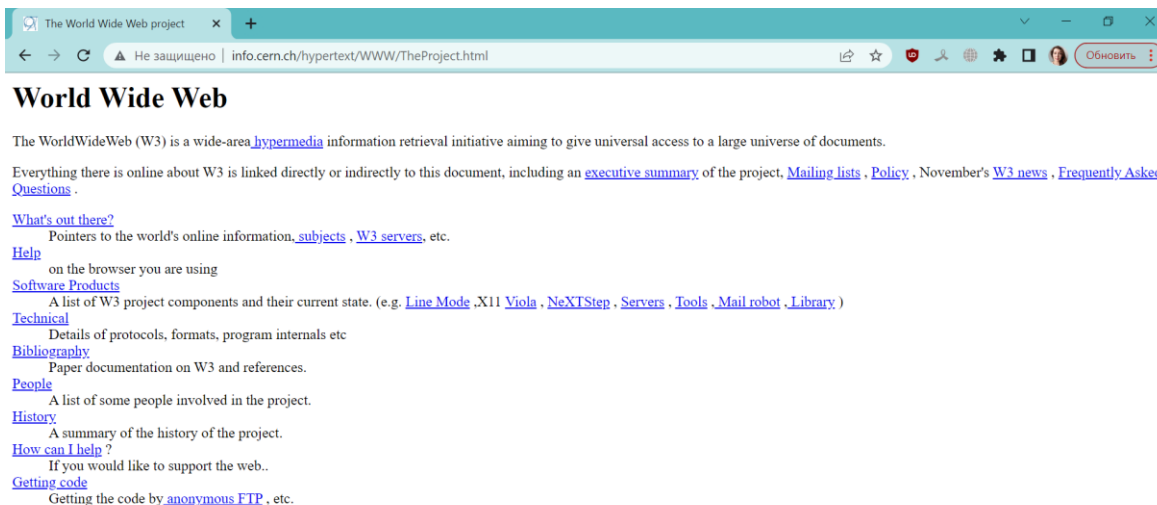 The World Wide Web project
Не защищено | info.cern.ch/hypertext/WWW/TheProject.html
Обновить
World Wide Web
The WorldWideWeb (W3) is a wide-area hypermedia information retrieval initiative aiming to give universal access to a large universe of documents.
Everything there is online about W3 is linked directly or indirectly to this document, including an executive summary of the project, Mailing lists , Policy , November's W3 news , Frequently Asked
Questions .
What's out there?
Pointers to the world's online information, subjects , W3 servers, etc.
Help
on the browser you are using
Software Products
A list of W3 project components and their current state. (e.g. Line Mode ,X11 Viola , NeXTStep , Servers , Tools , Mail robot , Library )
Technical
Details of protocols, formats, program internals etc
Bibliography
Paper documentation on W3 and references.
People
A list of some people involved in the project.
History
A summary of the history of the project.
How can I help ?
If you would like to support the web..
Getting code
Getting the code by anonymous FTP , etc.